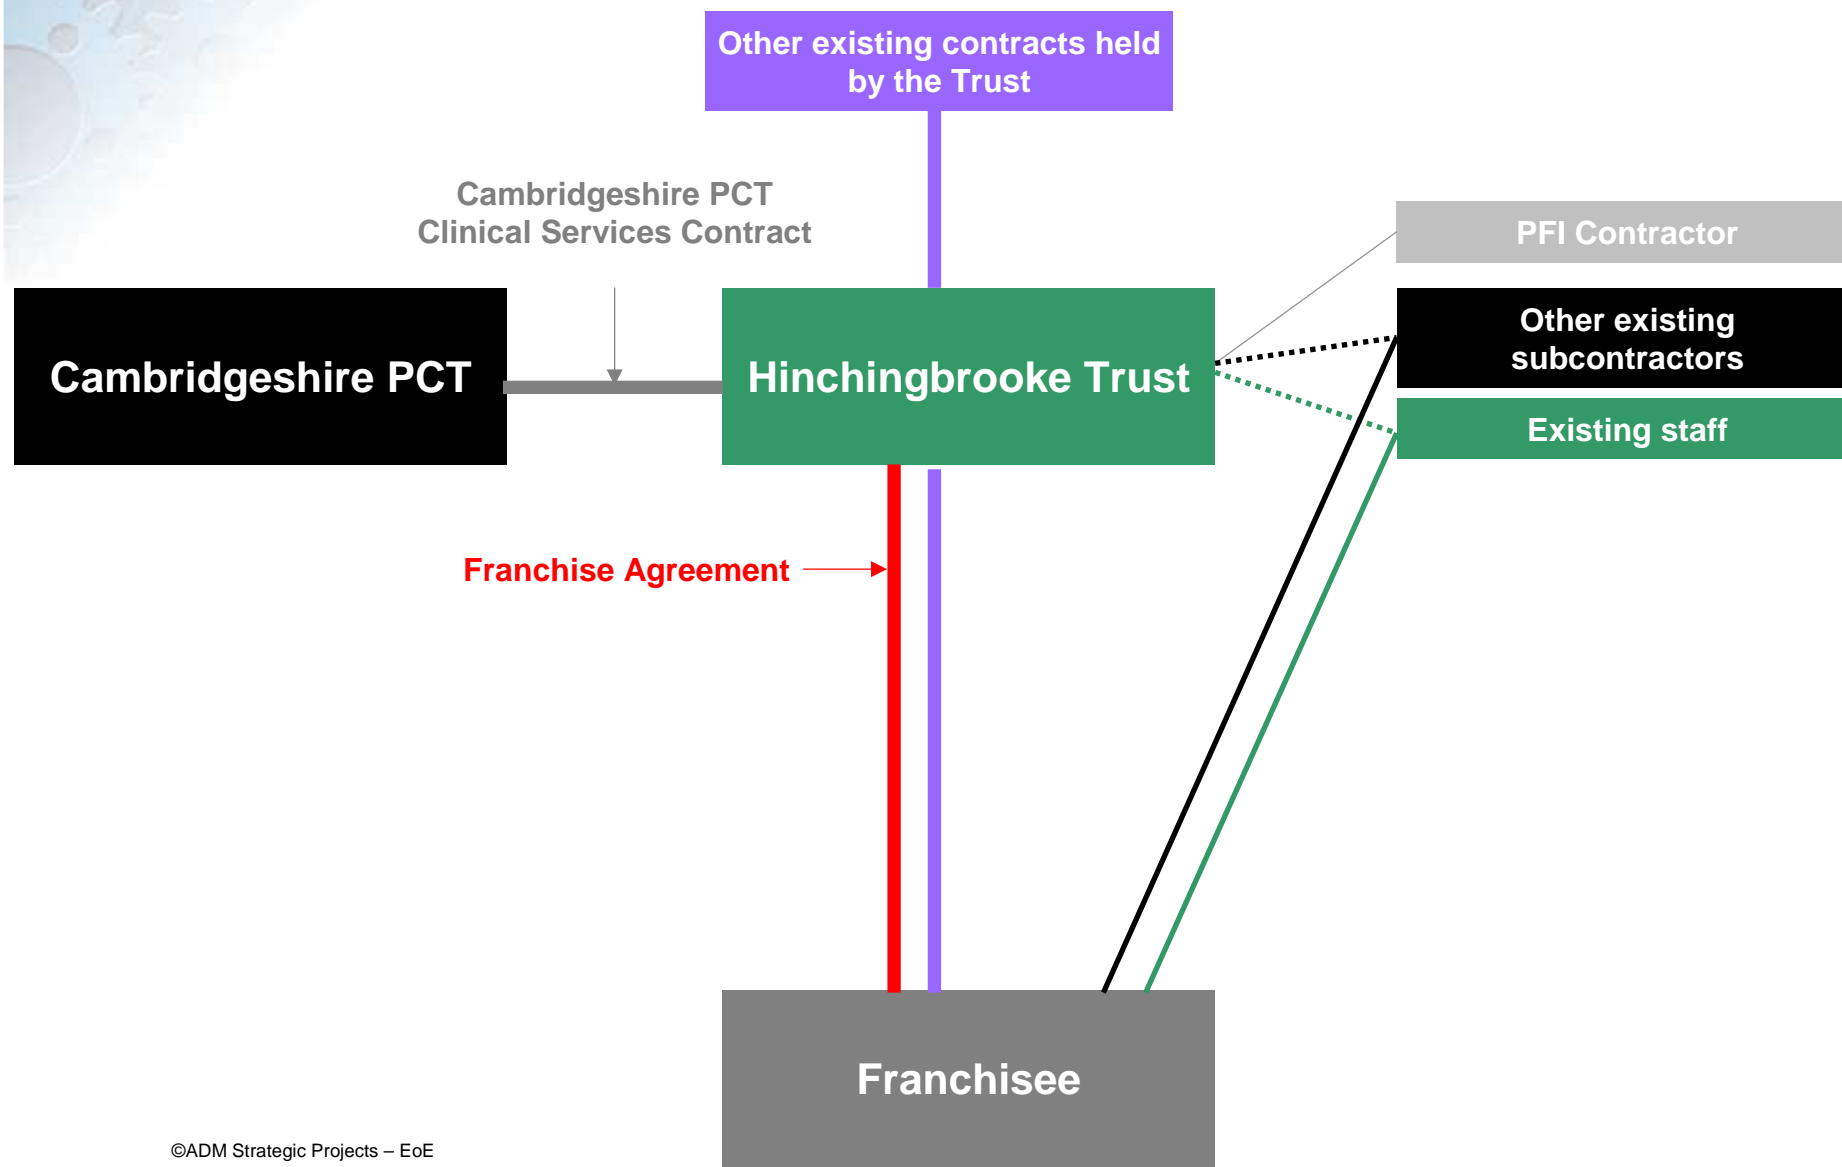 Other existing contracts held
by the Trust
Cambridgeshire PCT
Clinical Services Contract
PFI Contractor
Cambridgeshire PCT
Hinchingbrooke Trust
Other existing
subcontractors
Existing staff
Franchise Agreement
Franchisee
©ADM Strategic Projects – EoE